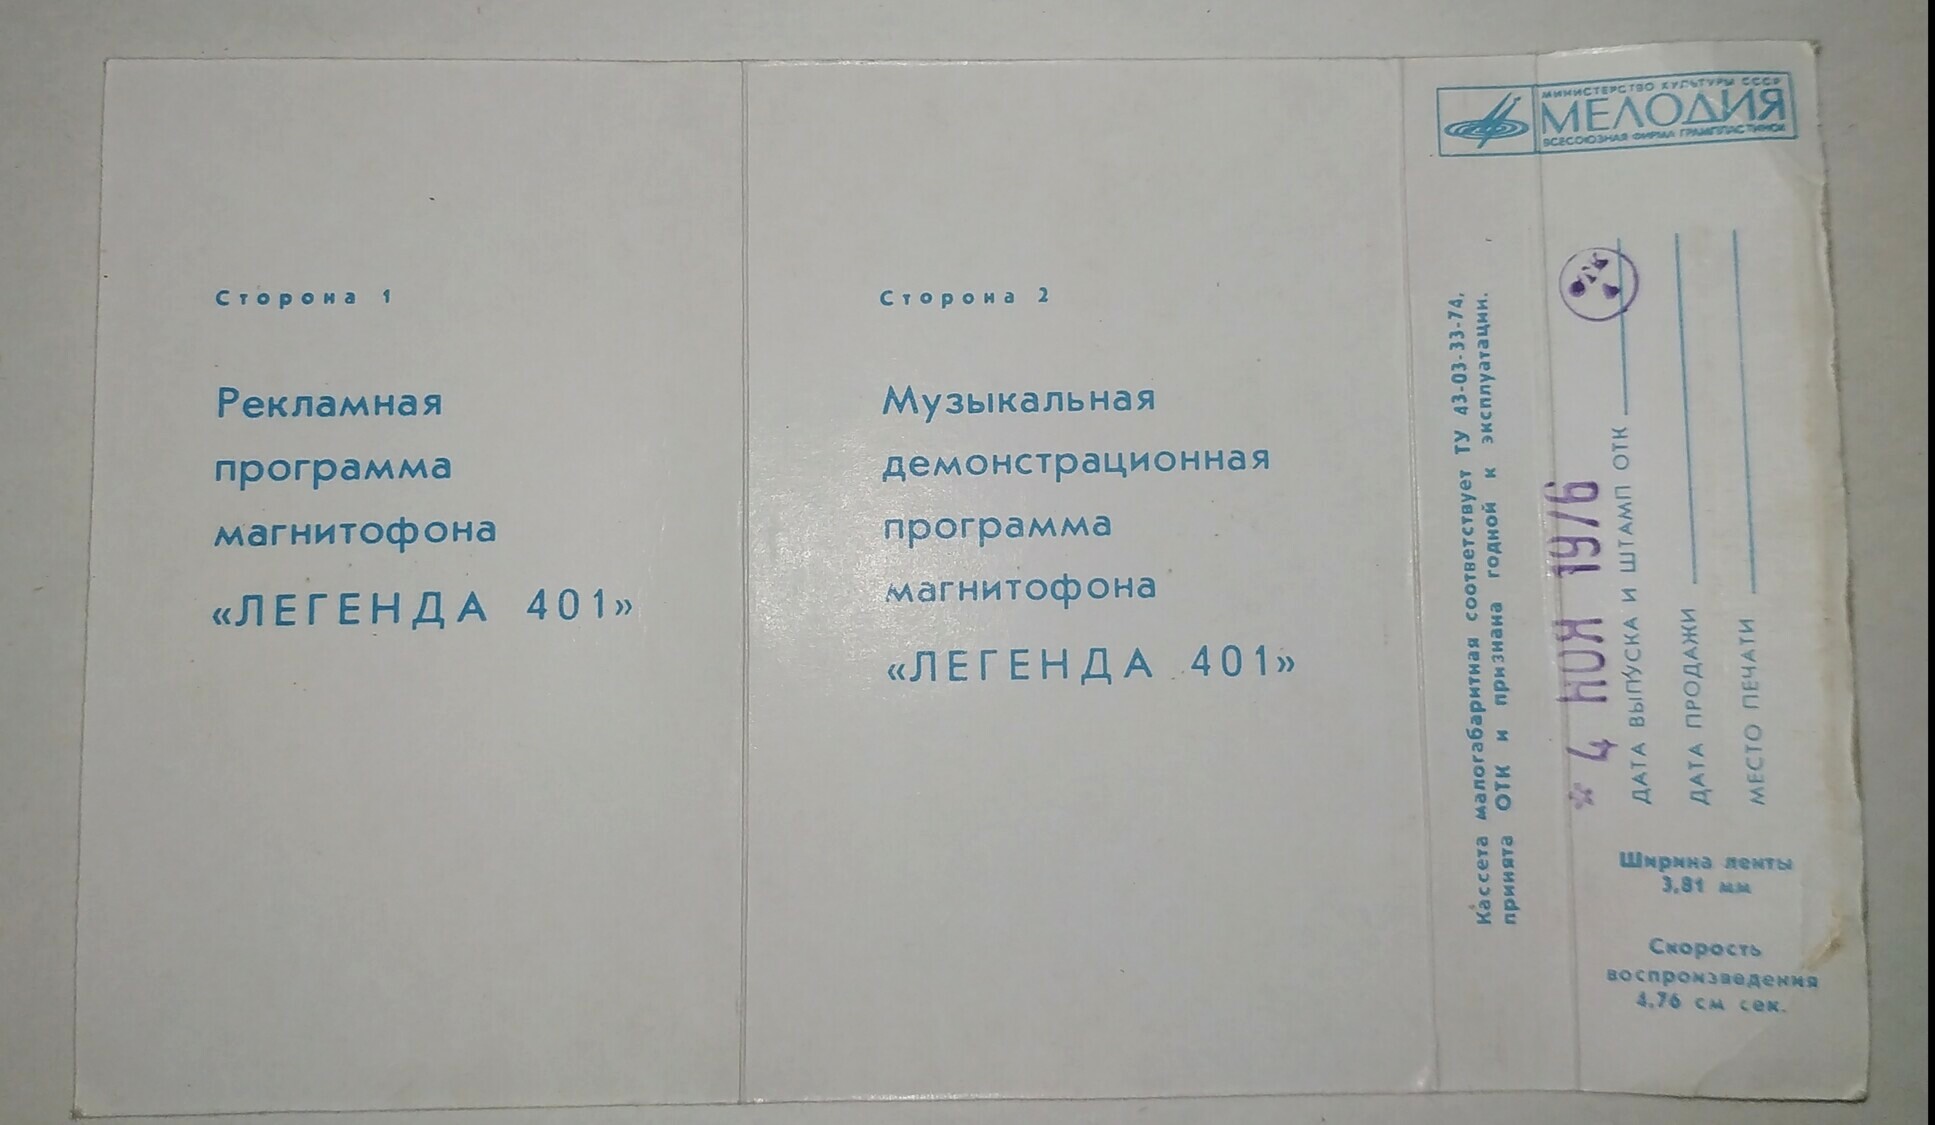 Сторона 1
Рекламная
программа
магнитофона
«ЛЕГЕНДА 401»
Сторона 2
Музыкальная
демонстрационная
программа
магнитофона
«ЛЕГЕНДА 401»
МИНИСТЕРСТВО КУЛЬТУРЫ СССР
МЕЛОДИЯ
ВСЕСОЮЗНАЯ ФИРМА ГРАМПЛАСТИНОК
Кассета малогабаритная соответствует ТУ 43-03-33-74,
принята ОТК и признана годной к эксплуатации.
* 4 НОЯ 1976
ОТК
ДАТА ВЫПУСКА И ШТАМП ОТК
ДАТА ПРОДАЖИ
МЕСТО ПЕЧАТИ
Ширина ленты
3,81 мм
Скорость
воспроизведения
4,76 см сек.